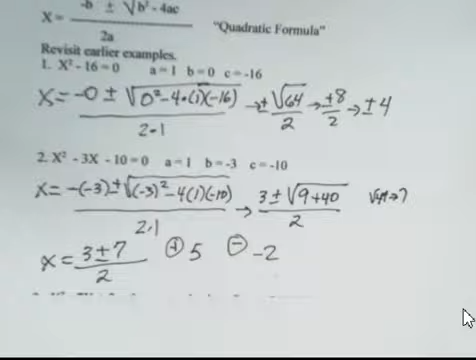 X = -b ± √b² - 4ac
2a
"Quadratic Formula"
Revisit earlier examples.
1. X² - 16 = 0 a = 1 b = 0 c = -16
X = -0 ± √0² - 4•(1)(-16) → ± √64 → ±8 → ± 4
2•1 2 2
2. X² - 3X - 10 = 0 a = 1 b = -3 c = -10
X = -(-3) ± √(-3)² - 4(1)(-10) → 3 ± √9+40 √49 → 7
2•1 2
X = 3 ± 7 ⊕ 5 ⊖ -2
2